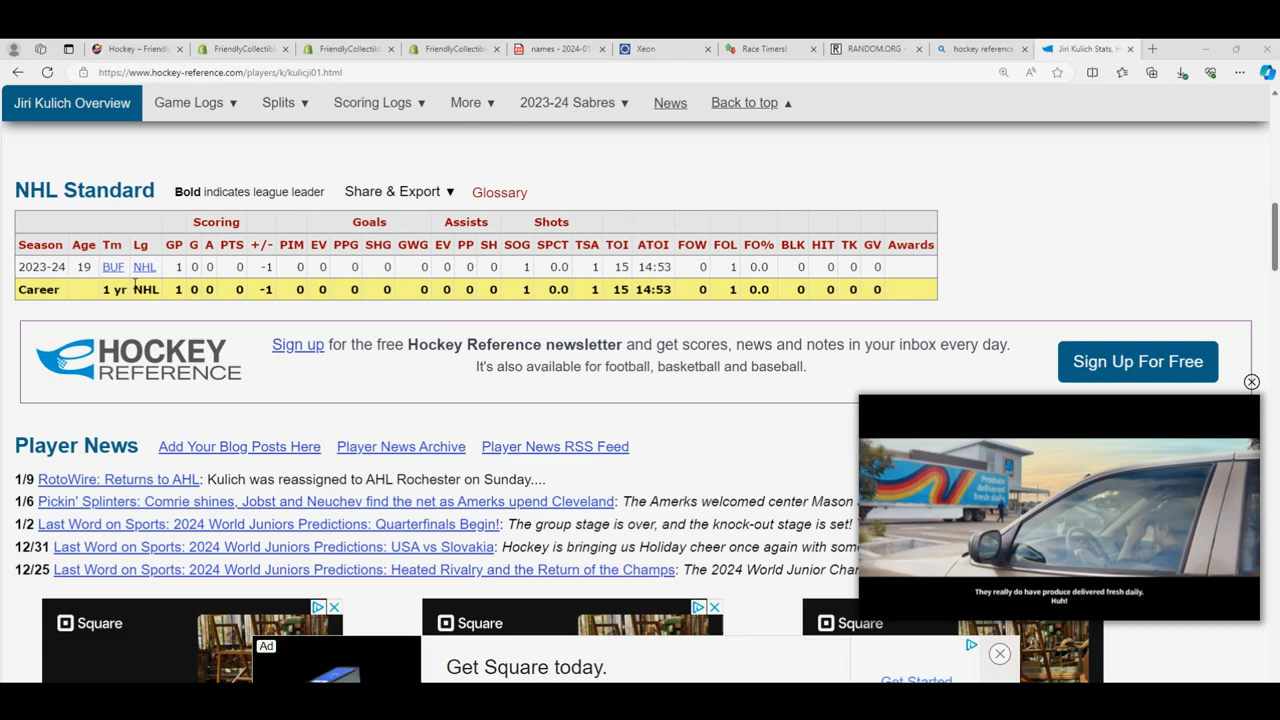 Hockey – Friendly
FriendlyCollectibl
FriendlyCollectibl
FriendlyCollectibl
names - 2024-01
Xeon
Race Timers!
RANDOM.ORG -
hockey reference
Jiri Kulich Stats, H
https://www.hockey-reference.com/players/k/kulicji01.html
Jiri Kulich Overview Game Logs ▼ Splits ▼ Scoring Logs ▼ More ▼ 2023-24 Sabres ▼ News Back to top ▲
NHL Standard Bold indicates league leader Share & Export ▼ Glossary
Scoring Goals Assists Shots
Season Age Tm Lg GP G A PTS +/- PIM EV PPG SHG GWG EV PP SH SOG SPCT TSA TOI ATOI FOW FOL FO% BLK HIT TK GV Awards
2023-24 19 BUF NHL 1 0 0 0 -1 0 0 0 0 0 0 0 0 1 0.0 1 15 14:53 0 1 0.0 0 0 0 0
Career 1 yr NHL 1 0 0 0 -1 0 0 0 0 0 0 0 0 1 0.0 1 15 14:53 0 1 0.0 0 0 0 0
HOCKEY
REFERENCE
Sign up for the free Hockey Reference newsletter and get scores, news and notes in your inbox every day.
It's also available for football, basketball and baseball.
Sign Up For Free
Player News Add Your Blog Posts Here Player News Archive Player News RSS Feed
1/9 RotoWire: Returns to AHL: Kulich was reassigned to AHL Rochester on Sunday....
1/6 Pickin' Splinters: Comrie shines, Jobst and Neuchev find the net as Amerks upend Cleveland: The Amerks welcomed center Mason
1/2 Last Word on Sports: 2024 World Juniors Predictions: Quarterfinals Begin!: The group stage is over, and the knock-out stage is set!
12/31 Last Word on Sports: 2024 World Juniors Predictions: USA vs Slovakia: Hockey is bringing us Holiday cheer once again with som
12/25 Last Word on Sports: 2024 World Juniors Predictions: Heated Rivalry and the Return of the Champs: The 2024 World Junior Char
Produce
delivered
fresh daily.
They really do have produce delivered fresh daily.
Huh!
Square
Square
Square
Ad
Get Square today.
Get Started